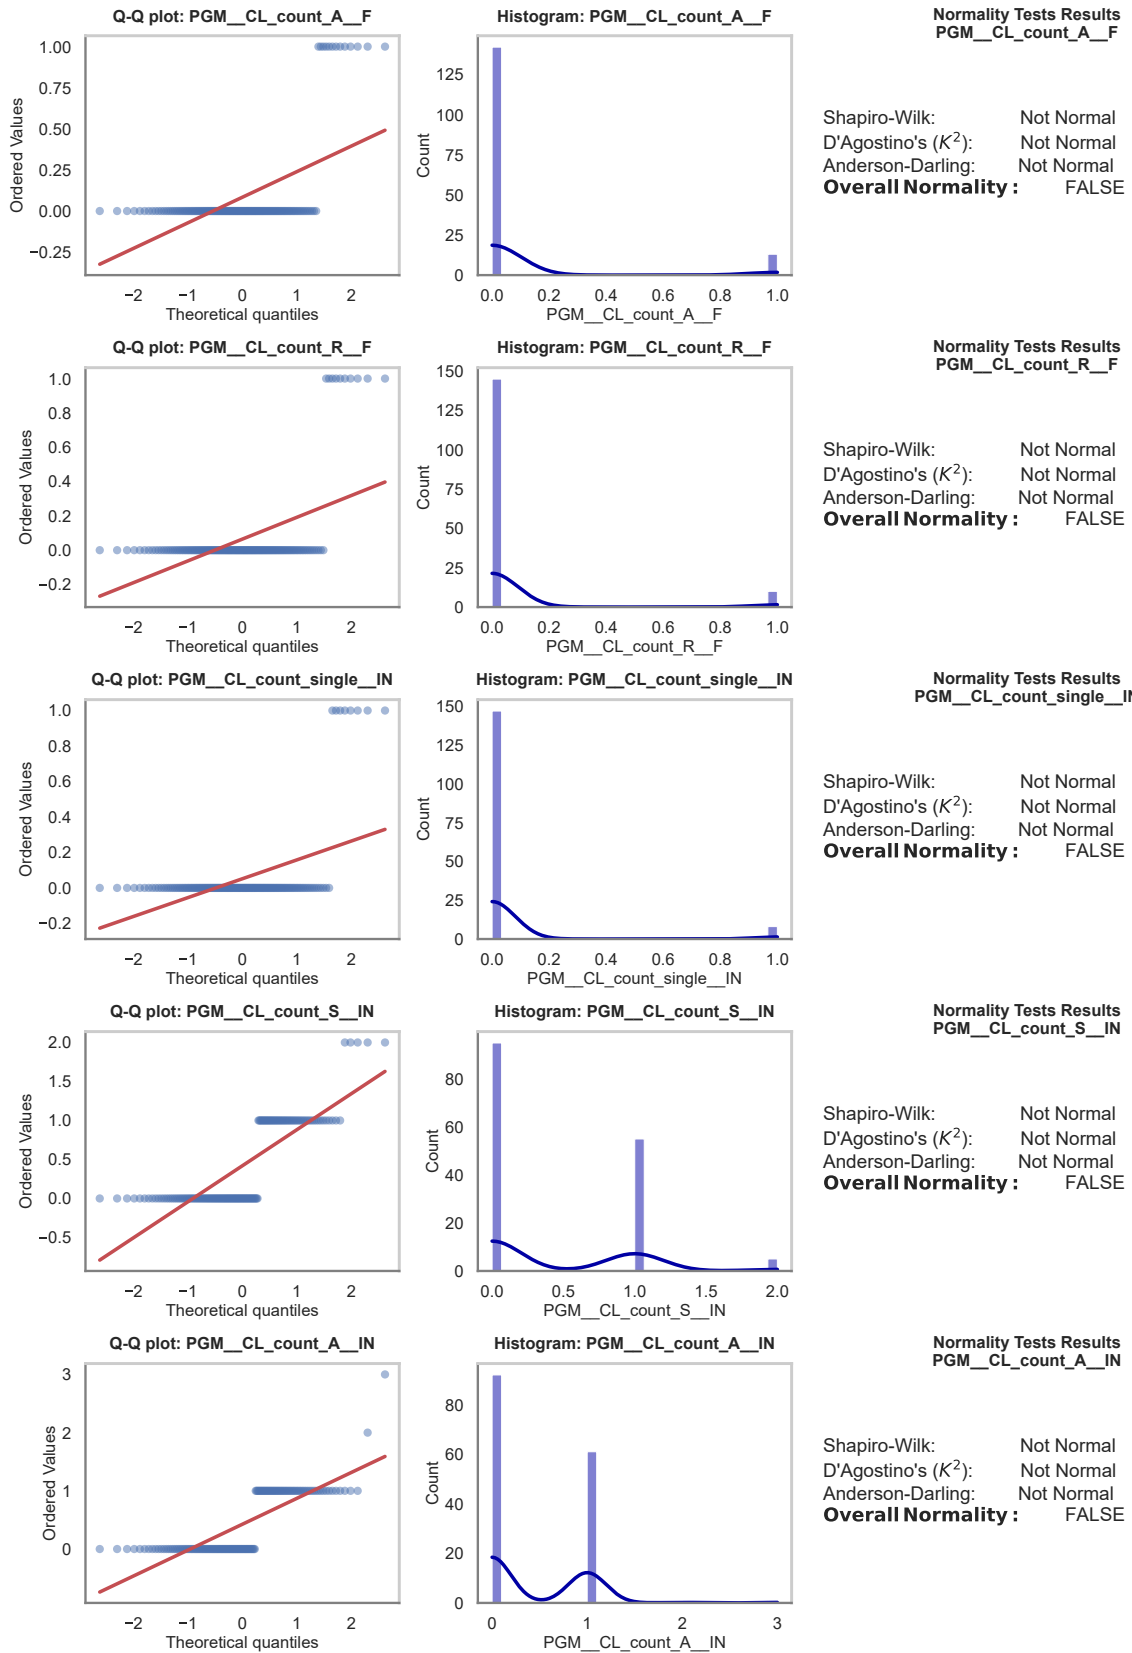 Q-Q plot: PGM__CL_count_A__F
Ordered Values
1.00
0.75
0.50
0.25
0.00
−0.25
−2 −1 0 1 2
Theoretical quantiles
Histogram: PGM__CL_count_A__F
Count
125
100
75
50
25
0
0.0 0.2 0.4 0.6 0.8 1.0
PGM__CL_count_A__F
Normality Tests Results
PGM__CL_count_A__F
Shapiro-Wilk: Not Normal
D'Agostino's (K²): Not Normal
Anderson-Darling: Not Normal
Overall Normality: FALSE
Q-Q plot: PGM__CL_count_R__F
Ordered Values
1.0
0.8
0.6
0.4
0.2
0.0
−0.2
−2 −1 0 1 2
Theoretical quantiles
Histogram: PGM__CL_count_R__F
Count
150
125
100
75
50
25
0
0.0 0.2 0.4 0.6 0.8 1.0
PGM__CL_count_R__F
Normality Tests Results
PGM__CL_count_R__F
Shapiro-Wilk: Not Normal
D'Agostino's (K²): Not Normal
Anderson-Darling: Not Normal
Overall Normality: FALSE
Q-Q plot: PGM__CL_count_single__IN
Ordered Values
1.0
0.8
0.6
0.4
0.2
0.0
−0.2
−2 −1 0 1 2
Theoretical quantiles
Histogram: PGM__CL_count_single__IN
Count
150
125
100
75
50
25
0
0.0 0.2 0.4 0.6 0.8 1.0
PGM__CL_count_single__IN
Normality Tests Results
PGM__CL_count_single__IN
Shapiro-Wilk: Not Normal
D'Agostino's (K²): Not Normal
Anderson-Darling: Not Normal
Overall Normality: FALSE
Q-Q plot: PGM__CL_count_S__IN
Ordered Values
2.0
1.5
1.0
0.5
0.0
−0.5
−2 −1 0 1 2
Theoretical quantiles
Histogram: PGM__CL_count_S__IN
Count
80
60
40
20
0
0.0 0.5 1.0 1.5 2.0
PGM__CL_count_S__IN
Normality Tests Results
PGM__CL_count_S__IN
Shapiro-Wilk: Not Normal
D'Agostino's (K²): Not Normal
Anderson-Darling: Not Normal
Overall Normality: FALSE
Q-Q plot: PGM__CL_count_A__IN
Ordered Values
3
2
1
0
−2 −1 0 1 2
Theoretical quantiles
Histogram: PGM__CL_count_A__IN
Count
80
60
40
20
0
0 1 2 3
PGM__CL_count_A__IN
Normality Tests Results
PGM__CL_count_A__IN
Shapiro-Wilk: Not Normal
D'Agostino's (K²): Not Normal
Anderson-Darling: Not Normal
Overall Normality: FALSE